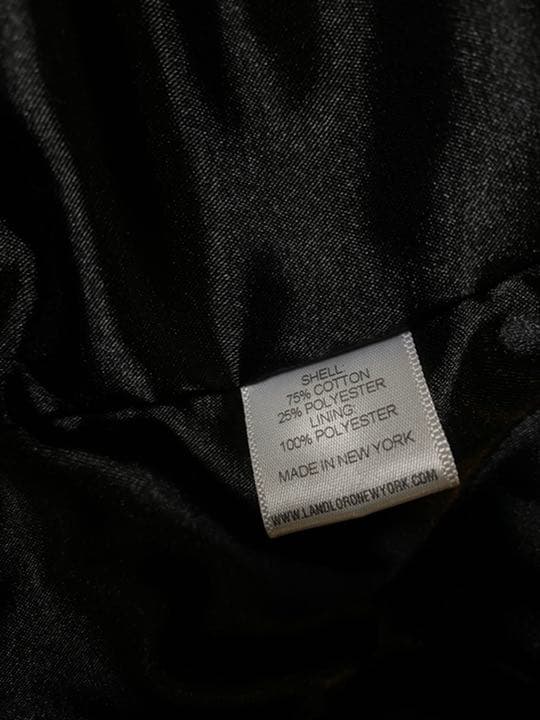 SHELL:
75% COTTON
25% POLYESTER
LINING:
100% POLYESTER
MADE IN NEW YORK
WWW.LANDLORDNEWYORK.COM